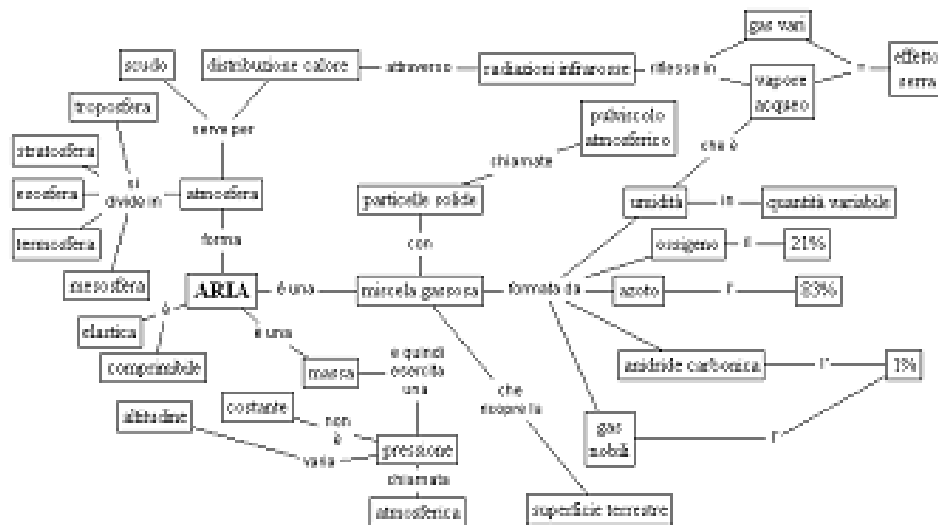 gas vari
scudo
distribuzione calore
attraverso
radiazioni infrarosse
riflesse in
vapore
acqueo
=
effetto
serra
troposfera
serve per
pulviscolo
atmosferico
che è
stratosfera
chiamate
esosfera
si
divide in
atmosfera
particelle solide
umidità
in
quantità variabile
termosfera
forma
con
ossigeno
21%
mesosfera
ARIA
è una
miscela gassosa
formata da
azoto
è
elastica
è una
comprimibile
massa
e quindi
esercita
una
anidride carbonica
1%
che
ricopre la
altitudine
costante
non
è
gas
nobili
varia
pressione
chiamata
atmosferica
superficie terrestre